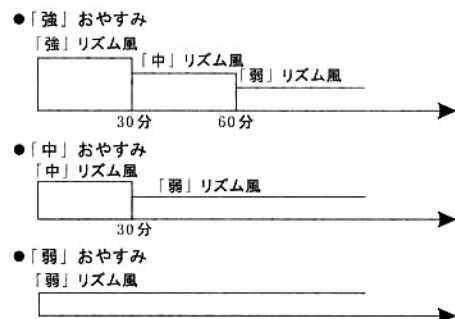 ●「強」おやすみ
「強」リズム風
「中」リズム風
「弱」リズム風
30分 60分
●「中」おやすみ
「中」リズム風
「弱」リズム風
30分
●「弱」おやすみ
「弱」リズム風